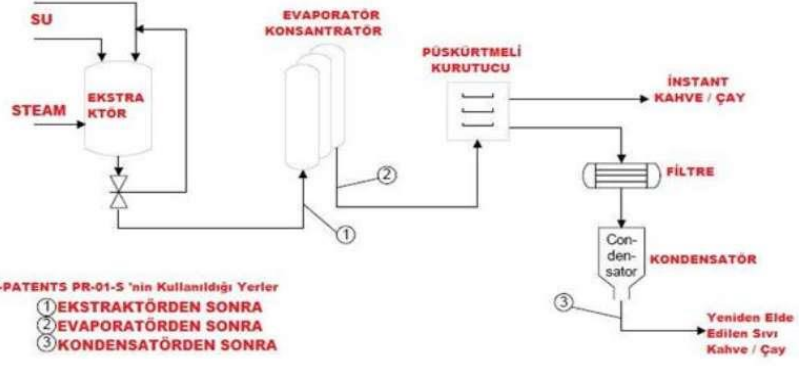 SU
STEAM
EKSTRA
KTÖR
EVAPORATÖR
KONSANTRATÖR
PÜSKÜRTMELİ
KURUTUCU
İNSTANT
KAHVE / ÇAY
FİLTRE
Con-
den-
sator
KONDENSATÖR
1
2
3
-PATENTS PR-01-S 'nin Kullanıldığı Yerler
1 EKSTRAKTÖRDEN SONRA
2 EVAPORATÖRDEN SONRA
3 KONDENSATÖRDEN SONRA
Yeniden Elde
Edilen Sıvı
Kahve / Çay